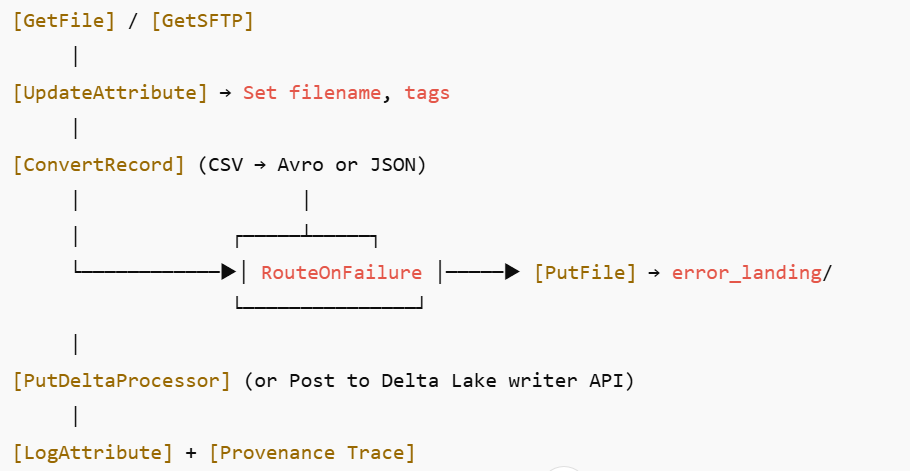 [GetFile] / [GetSFTP]
[UpdateAttribute] → Set filename, tags
[ConvertRecord] (CSV → Avro or JSON)
RouteOnFailure [PutFile] → error_landing/
[PutDeltaProcessor] (or Post to Delta Lake writer API)
[LogAttribute] + [Provenance Trace]